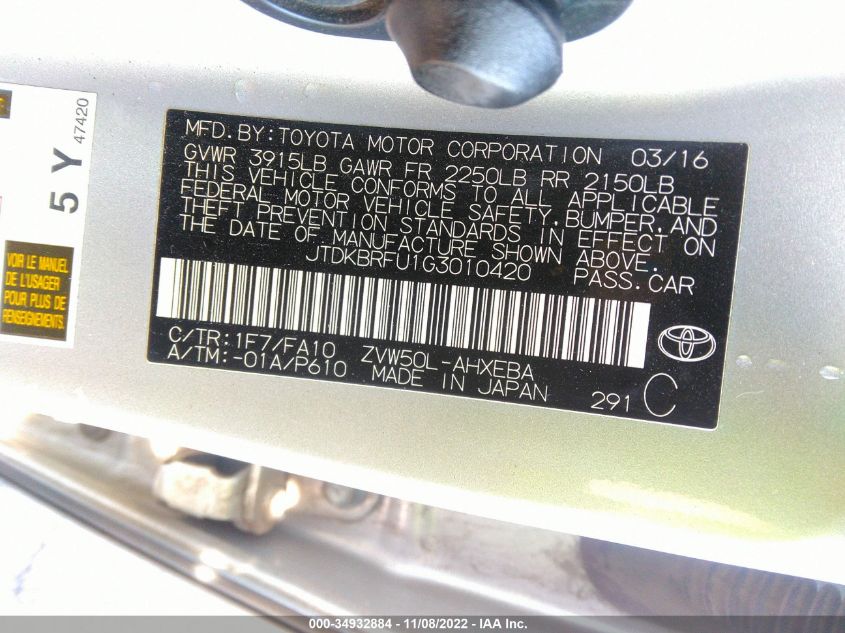 5 Y
47420
VOIR LE MANUEL
DE L'USAGER
POUR PLUS DE
RENSEIGNEMENTS.
MFD. BY: TOYOTA MOTOR CORPORATION 03/16
GVWR 3915LB GAWR FR 2250LB RR 2150LB
THIS VEHICLE CONFORMS TO ALL APPLICABLE
FEDERAL MOTOR VEHICLE SAFETY, BUMPER, AND
THEFT PREVENTION STANDARDS IN EFFECT ON
THE DATE OF MANUFACTURE SHOWN ABOVE.
JTDKBRFU1G3010420 PASS. CAR
C/TR: 1F7/FA10 ZVW50L-AHXEBA
A/TM: -01A/P610 MADE IN JAPAN
291 C
000-34932884 - 11/08/2022 - IAA Inc.